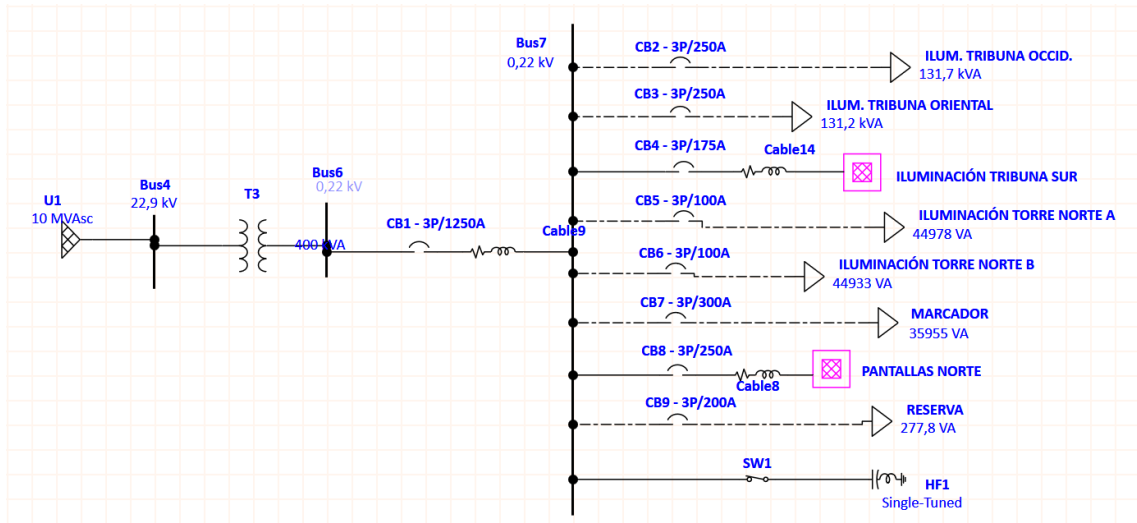 U1
10 MVAsc
Bus4
22,9 kV
T3
400 kVA
Bus6
0,22 kV
CB1 - 3P/1250A
Cable9
Bus7
0,22 kV
CB2 - 3P/250A
ILUM. TRIBUNA OCCID.
131,7 kVA
CB3 - 3P/250A
ILUM. TRIBUNA ORIENTAL
131,2 kVA
CB4 - 3P/175A
Cable14
ILUMINACIÓN TRIBUNA SUR
CB5 - 3P/100A
ILUMINACIÓN TORRE NORTE A
44978 VA
CB6 - 3P/100A
ILUMINACIÓN TORRE NORTE B
44933 VA
CB7 - 3P/300A
MARCADOR
35955 VA
CB8 - 3P/250A
Cable8
PANTALLAS NORTE
CB9 - 3P/200A
RESERVA
277,8 VA
SW1
HF1
Single-Tuned